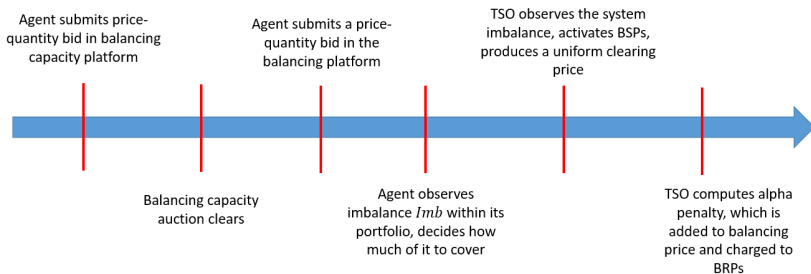 Agent submits price-
quantity bid in balancing
capacity platform
Balancing capacity
auction clears
Agent submits a price-
quantity bid in the
balancing platform
Agent observes
imbalance Imb within its
portfolio, decides how
much of it to cover
TSO observes the system
imbalance, activates BSPs,
produces a uniform clearing
price
TSO computes alpha
penalty, which is
added to balancing
price and charged to
BRPs